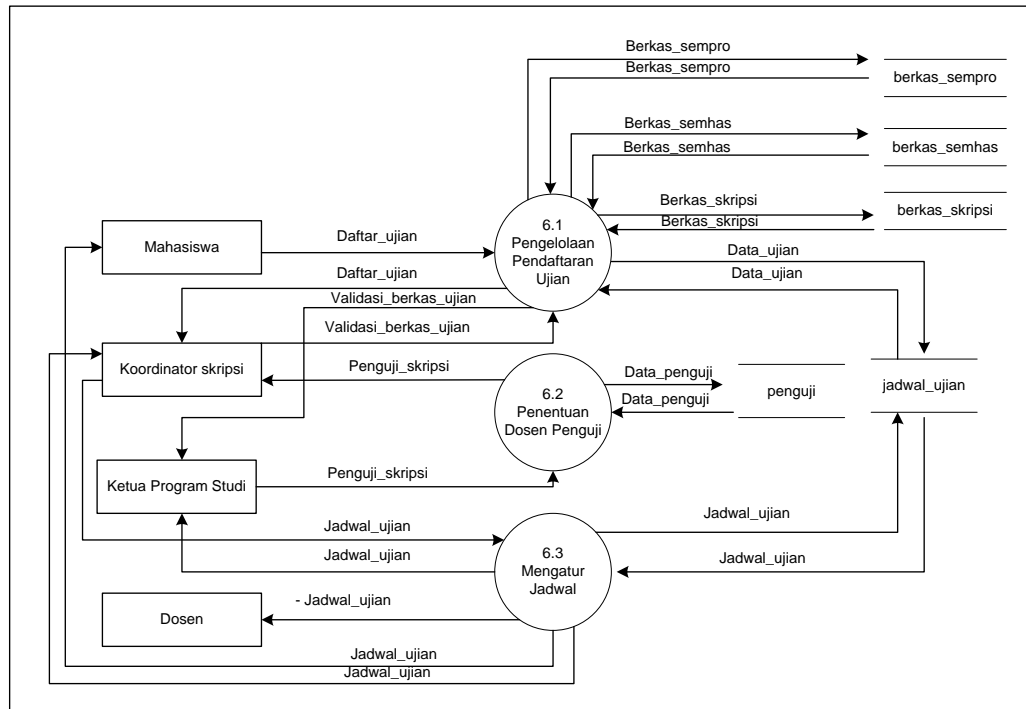 Berkas_sempro
Berkas_sempro
berkas_sempro
Berkas_semhas
Berkas_semhas
berkas_semhas
Berkas_skripsi
Berkas_skripsi
berkas_skripsi
6.1
Pengelolaan
Pendaftaran
Ujian
Mahasiswa
Daftar_ujian
Data_ujian
Data_ujian
Daftar_ujian
Validasi_berkas_ujian
Validasi_berkas_ujian
Koordinator skripsi
Penguji_skripsi
6.2
Penentuan
Dosen Penguji
Data_penguji
Data_penguji
penguji
jadwal_ujian
Ketua Program Studi
Penguji_skripsi
Jadwal_ujian
Jadwal_ujian
6.3
Mengatur
Jadwal
Jadwal_ujian
Jadwal_ujian
Dosen
- Jadwal_ujian
Jadwal_ujian
Jadwal_ujian